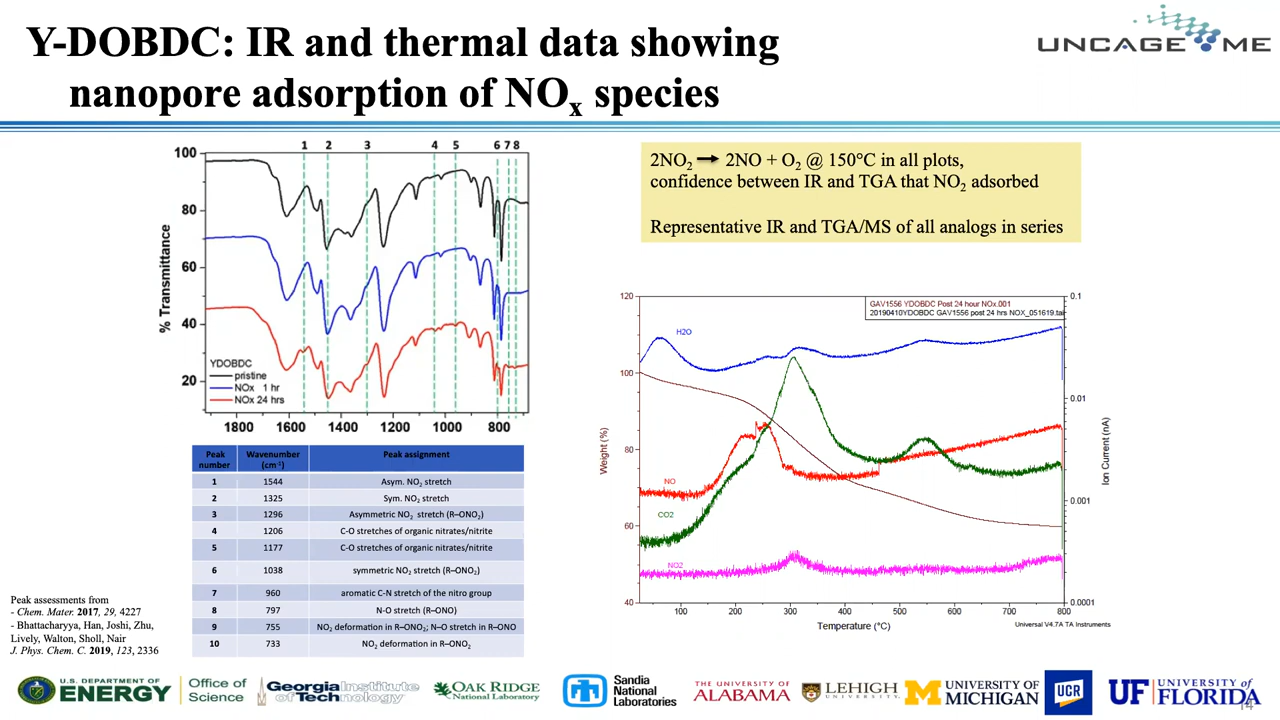 Y-DOBDC: IR and thermal data showing
nanopore adsorption of NOx species
UNCAGE ME
1 2 3 4 5 6 7 8
100
80
60
40
20
% Transmittance
YDOBDC
pristine
NOx 1 hr
NOx 24 hrs
1800 1600 1400 1200 1000 800
2NO2 → 2NO + O2 @ 150°C in all plots,
confidence between IR and TGA that NO2 adsorbed
Representative IR and TGA/MS of all analogs in series
GAV1556 YDOBDC Post 24 hour NOx.001
20190410YDOBDC GAV1556 post 24 hrs NOX_051619.tai
120
100
80
60
40
Weight (%)
H2O
NO
CO2
NO2
0.1
0.01
0.001
0.0001
Ion Current (nA)
100 200 300 400 500 600 700 800
Temperature (°C)
Universal V4.7A TA Instruments
Peak number Wavenumber (cm-1) Peak assignment
1 1544 Asym. NO2 stretch
2 1325 Sym. NO2 stretch
3 1296 Asymmetric NO2 stretch (R–ONO2)
4 1206 C-O stretches of organic nitrates/nitrite
5 1177 C-O stretches of organic nitrates/nitrite
6 1038 symmetric NO2 stretch (R–ONO2)
7 960 aromatic C-N stretch of the nitro group
8 797 N-O stretch (R–ONO)
9 755 NO2 deformation in R–ONO2; N–O stretch in R–ONO
10 733 NO2 deformation in R–ONO2
Peak assessments from
- Chem. Mater. 2017, 29, 4227
- Bhattacharyya, Han, Joshi, Zhu,
Lively, Walton, Sholl, Nair
J. Phys. Chem. C. 2019, 123, 2336
U.S. DEPARTMENT OF
ENERGY
Office of
Science
Georgia Institute
of Technology
OAK RIDGE
National Laboratory
Sandia
National
Laboratories
THE UNIVERSITY OF
ALABAMA
LEHIGH
UNIVERSITY
M UNIVERSITY OF
MICHIGAN
UCR
UF UNIVERSITY of
FLORIDA
14